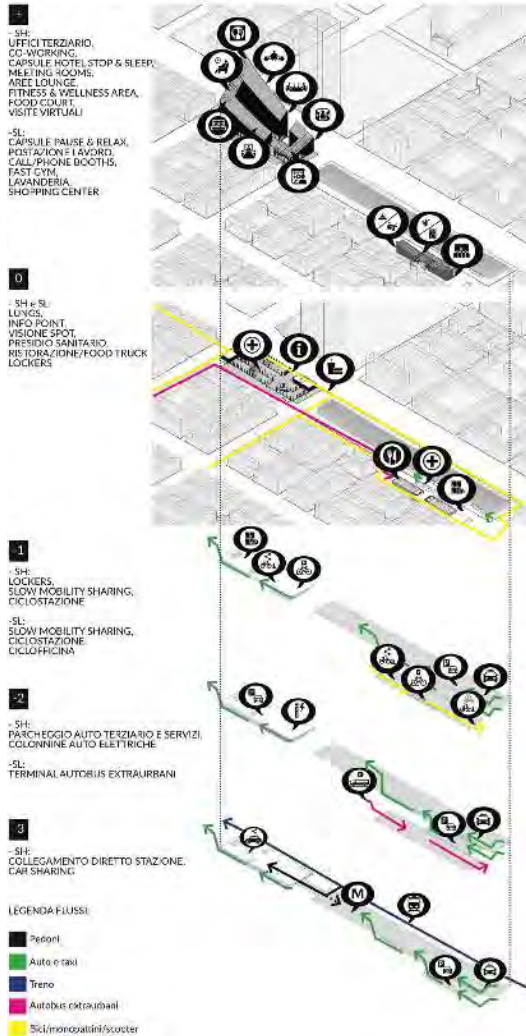 +
- SH:
UFFICI TERZIARIO,
CO-WORKING,
CAPSULE HOTEL STOP & SLEEP,
MEETING ROOMS,
AREE LOUNGE,
FITNESS & WELLNESS AREA,
FOOD COURT,
VISITE VIRTUALI
-SL:
CAPSULE PAUSE & RELAX,
POSTAZIONE LAVORO,
CALL/PHONE BOOTHS,
FAST GYM,
LAVANDERIA,
SHOPPING CENTER
0
- SH e SL:
LUNGS,
INFO POINT,
VISIONE SPOT,
PRESIDIO SANITARIO,
RISTORAZIONE/FOOD TRUCK
LOCKERS
-1
- SH:
LOCKERS,
SLOW MOBILITY SHARING,
CICLOSTAZIONE
-SL:
SLOW MOBILITY SHARING,
CICLOSTAZIONE
CICLOFFICINA
-2
- SH:
PARCHEGGIO AUTO TERZIARIO E SERVIZI,
COLONNINE AUTO ELETTRICHE
-SL:
TERMINAL AUTOBUS EXTRAURBANI
-3
- SH:
COLLEGAMENTO DIRETTO STAZIONE,
CAR SHARING
M
LEGENDA FLUSSI:
Pedoni
Auto e taxi
Treno
Autobus extraurbani
Bici/monopattini/scooter